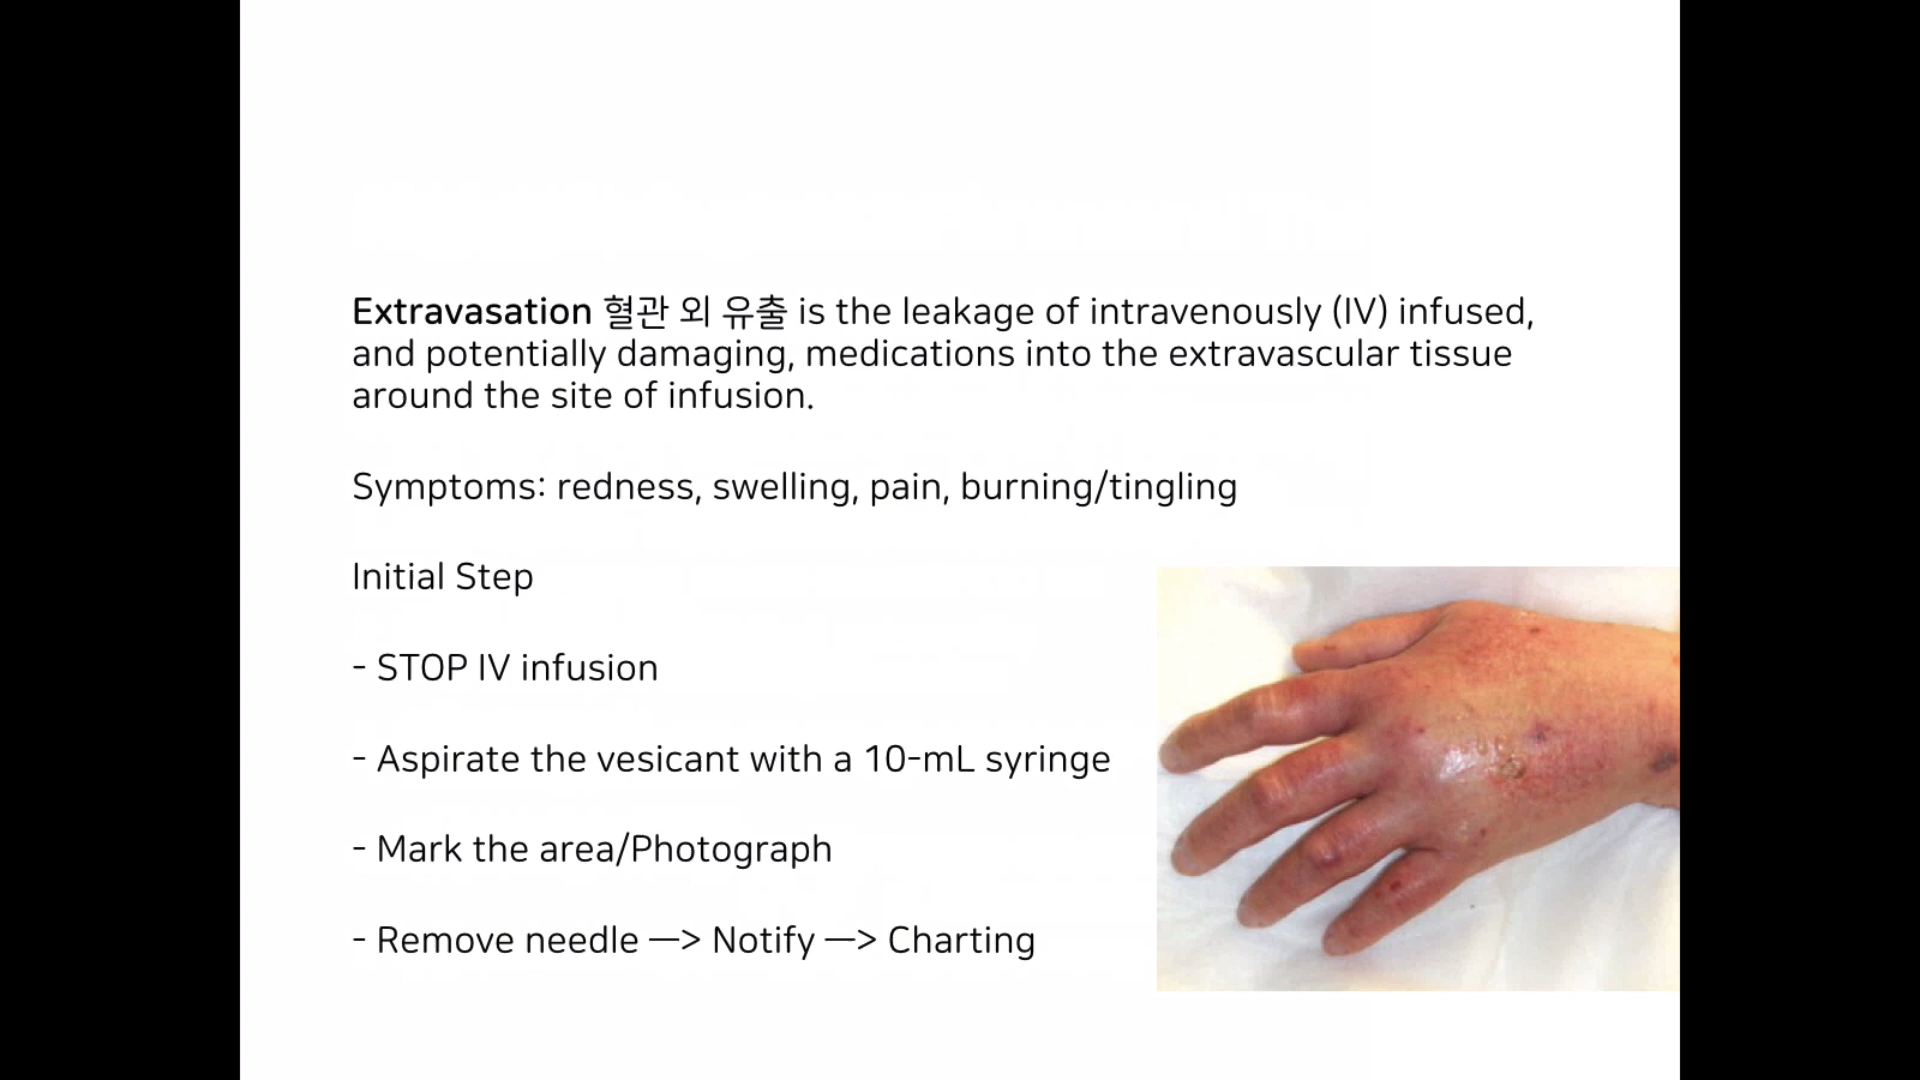 Extravasation 혈관 외 유출 is the leakage of intravenously (IV) infused,
and potentially damaging, medications into the extravascular tissue
around the site of infusion.
Symptoms: redness, swelling, pain, burning/tingling
Initial Step
- STOP IV infusion
- Aspirate the vesicant with a 10-mL syringe
- Mark the area/Photograph
- Remove needle —> Notify —> Charting